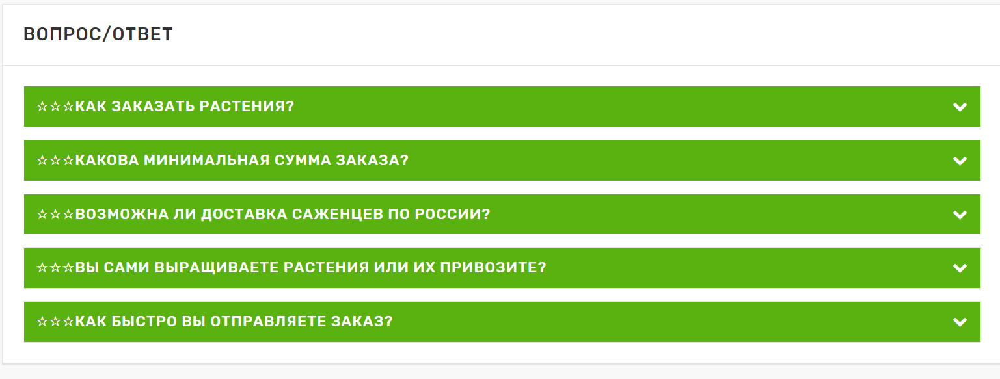 ВОПРОС/ОТВЕТ
☆☆☆КАК ЗАКАЗАТЬ РАСТЕНИЯ?
☆☆☆КАКОВА МИНИМАЛЬНАЯ СУММА ЗАКАЗА?
☆☆☆ВОЗМОЖНА ЛИ ДОСТАВКА САЖЕНЦЕВ ПО РОССИИ?
☆☆☆ВЫ САМИ ВЫРАЩИВАЕТЕ РАСТЕНИЯ ИЛИ ИХ ПРИВОЗИТЕ?
☆☆☆КАК БЫСТРО ВЫ ОТПРАВЛЯЕТЕ ЗАКАЗ?